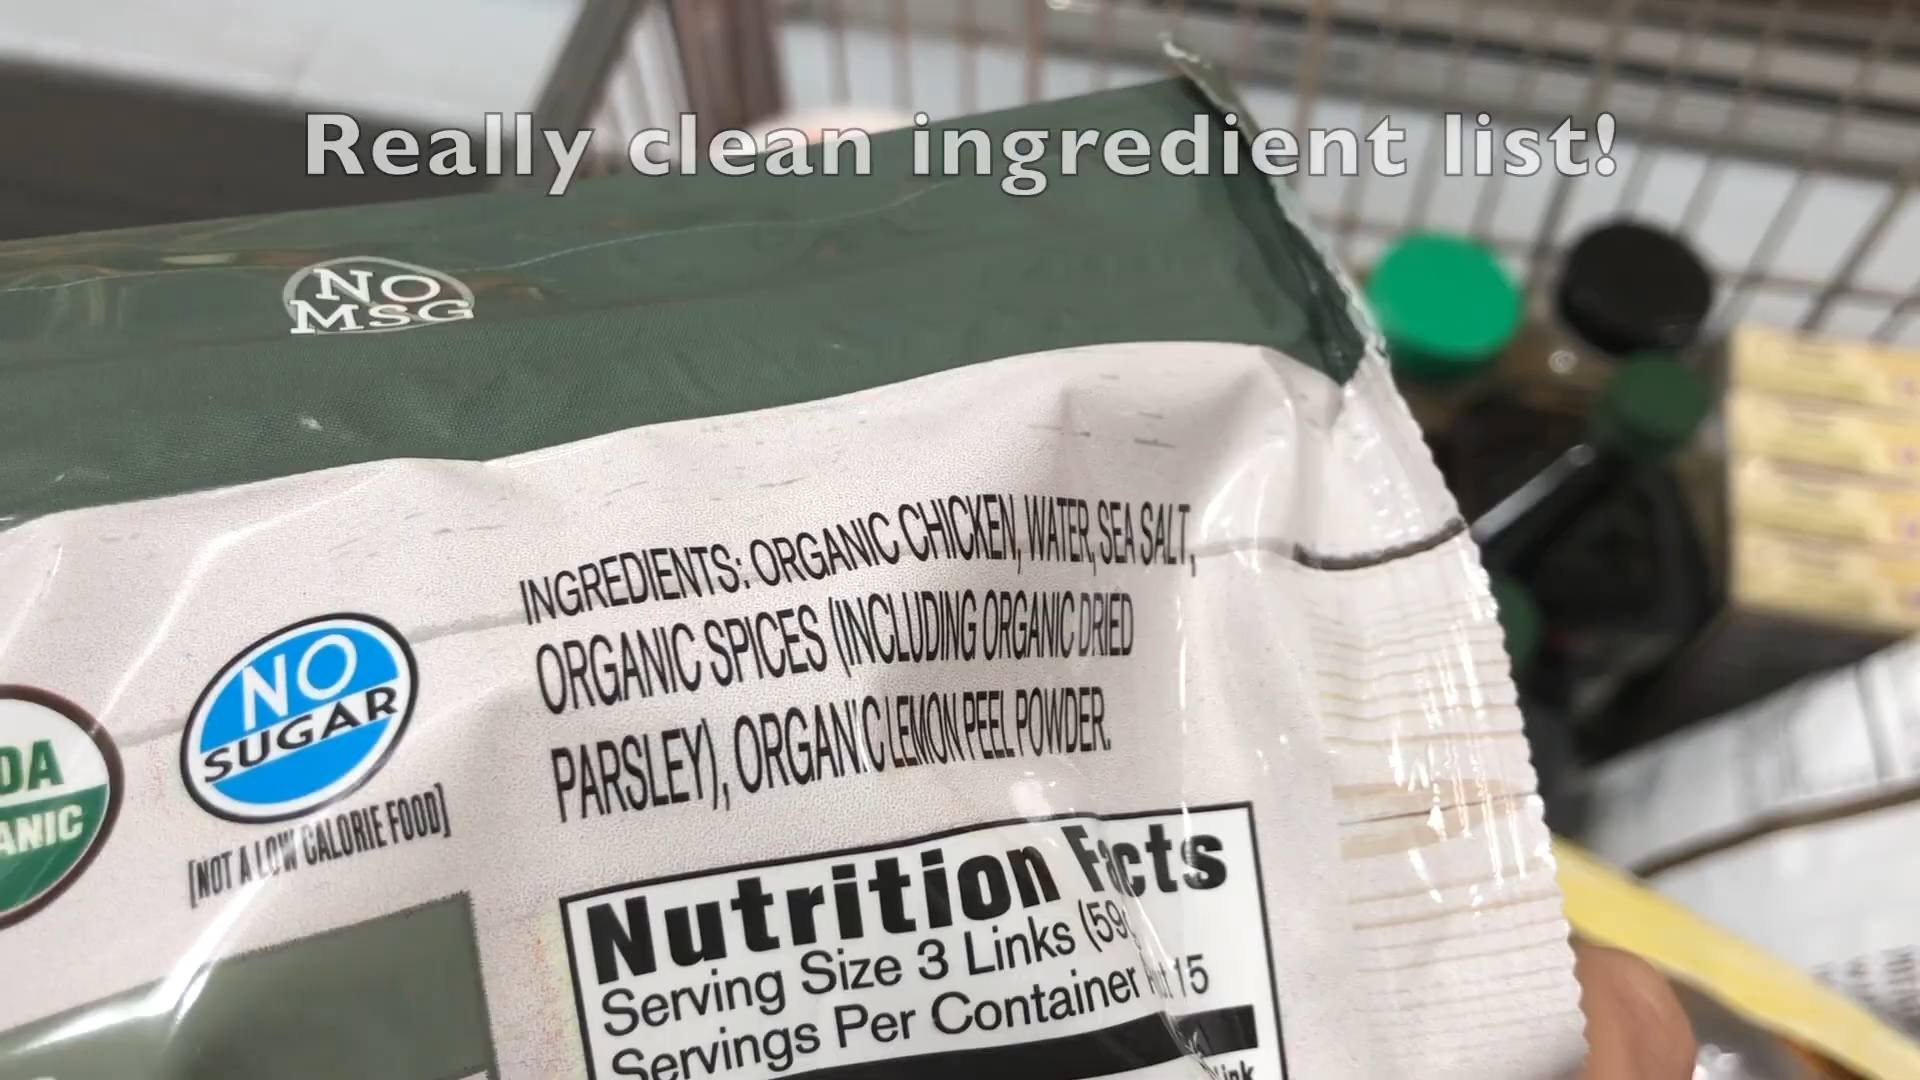 Really clean ingredient list!
NO
MSG
INGREDIENTS: ORGANIC CHICKEN, WATER, SEA SALT,
ORGANIC SPICES (INCLUDING ORGANIC DRIED
PARSLEY), ORGANIC LEMON PEEL POWDER.
NO
SUGAR
[NOT A LOW CALORIE FOOD]
DA
ANIC
Nutrition Facts
Serving Size 3 Links (59g
Servings Per Container 15